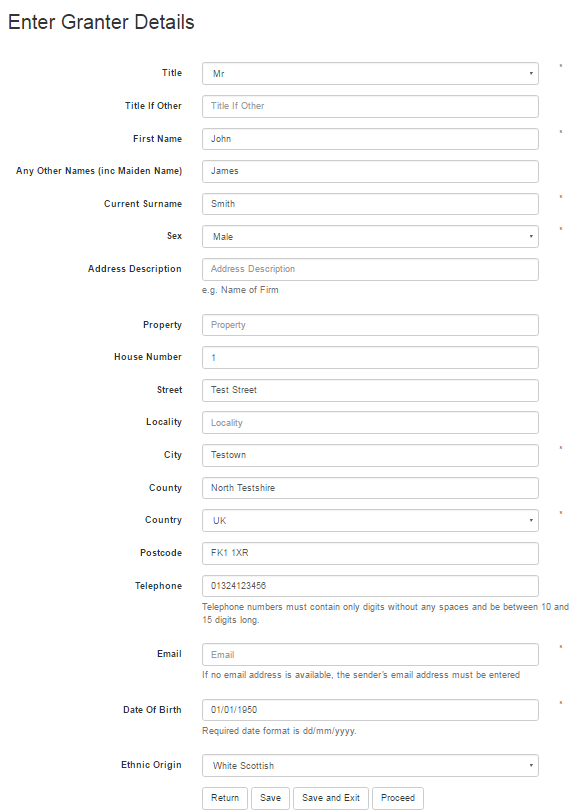 Enter Granter Details
Title Mr *
Title If Other Title If Other
First Name John *
Any Other Names (inc Maiden Name) James
Current Surname Smith *
Sex Male *
Address Description Address Description
e.g. Name of Firm
Property Property
House Number 1
Street Test Street
Locality Locality
City Testown *
County North Testshire
Country UK *
Postcode FK1 1XR
Telephone 01324123456
Telephone numbers must contain only digits without any spaces and be between 10 and
15 digits long.
Email Email *
If no email address is available, the sender's email address must be entered
Date Of Birth 01/01/1950 *
Required date format is dd/mm/yyyy.
Ethnic Origin White Scottish
Return Save Save and Exit Proceed